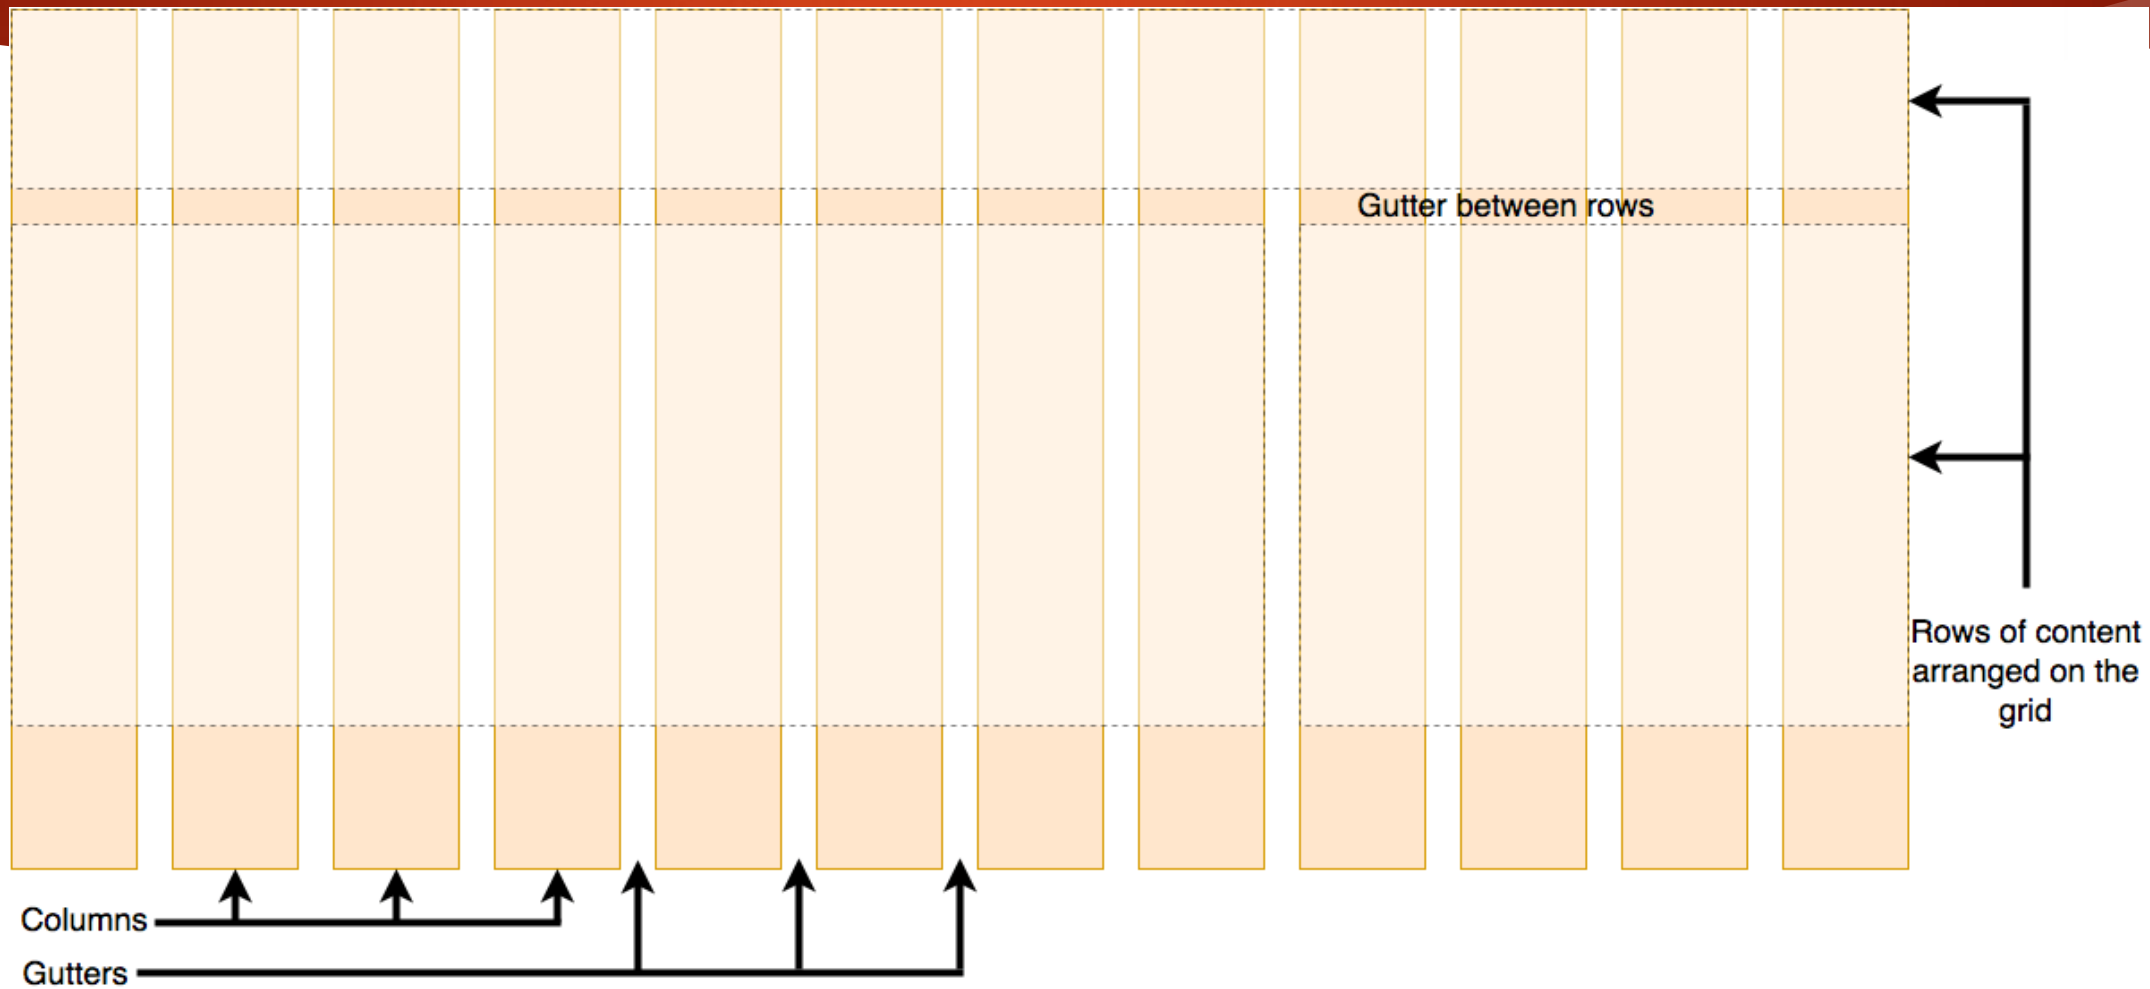 Gutter between rows
Rows of content
arranged on the
grid
Columns
Gutters